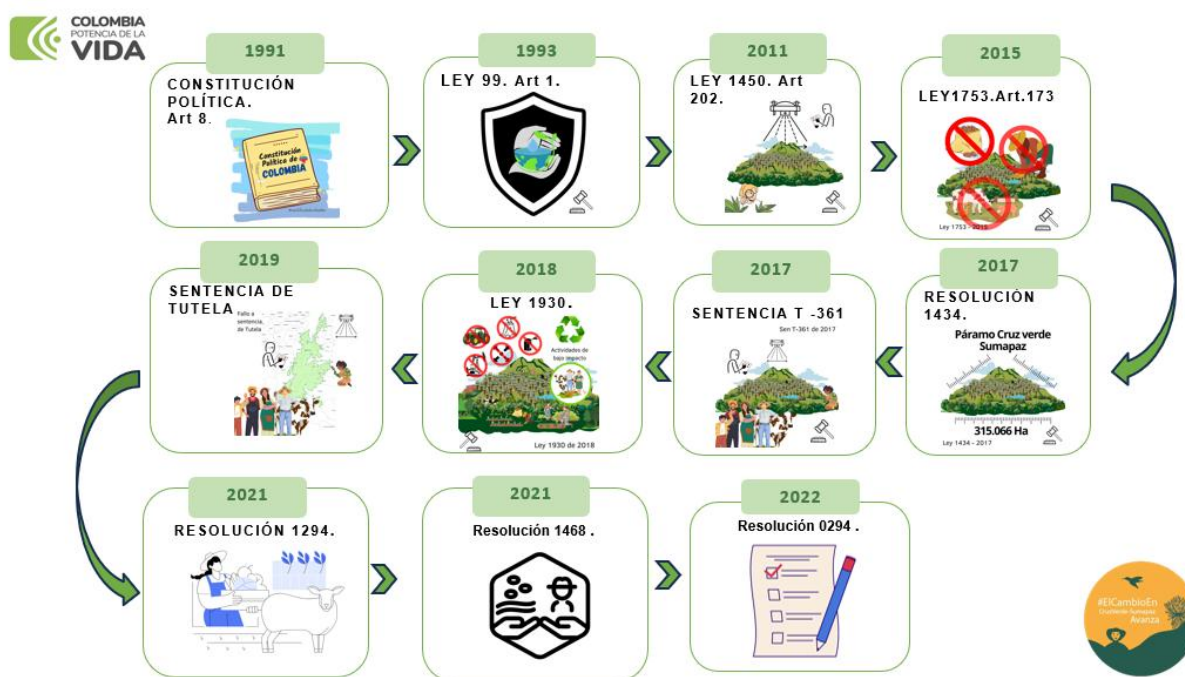 COLOMBIA
POTENCIA DE LA
VIDA
1991
CONSTITUCIÓN
POLÍTICA.
Art 8.
Constitución
Política de
COLOMBIA
1993
LEY 99. Art 1.
2011
LEY 1450. Art
202.
2015
LEY1753.Art.173
Ley 1753 - 2015
2017
RESOLUCIÓN
1434.
Páramo Cruz verde
Sumapaz
315.066 Ha
Ley 1434 - 2017
2017
SENTENCIA T -361
Sen T-361 de 2017
2018
LEY 1930.
Actividades de
bajo impacto
Ley 1930 de 2018
2019
SENTENCIA DE
TUTELA
Fallo a
sentencia,
de Tutela
2021
RESOLUCIÓN 1294.
2021
Resolución 1468 .
2022
Resolución 0294 .
#ElCambioEn
CruzVerde-Sumapaz
Avanza